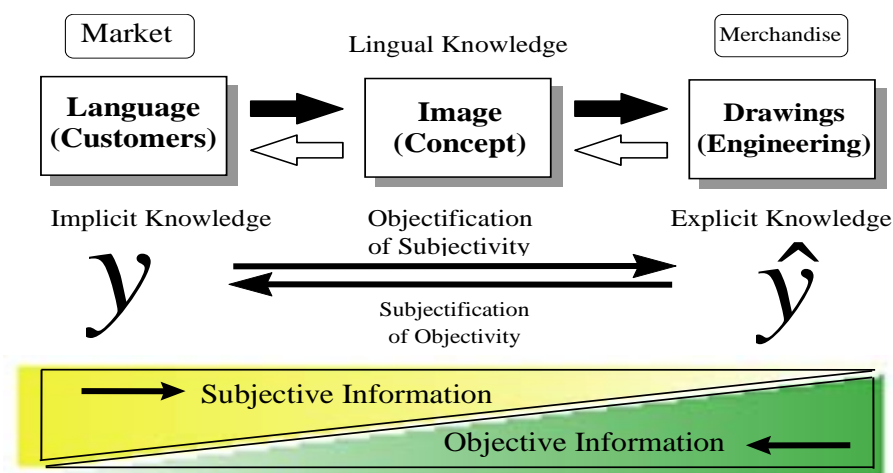 Market
Lingual Knowledge
Merchandise
Language
(Customers)
Image
(Concept)
Drawings
(Engineering)
Implicit Knowledge
Objectification
of Subjectivity
Explicit Knowledge
y
ŷ
Subjectification
of Objectivity
Subjective Information
Objective Information